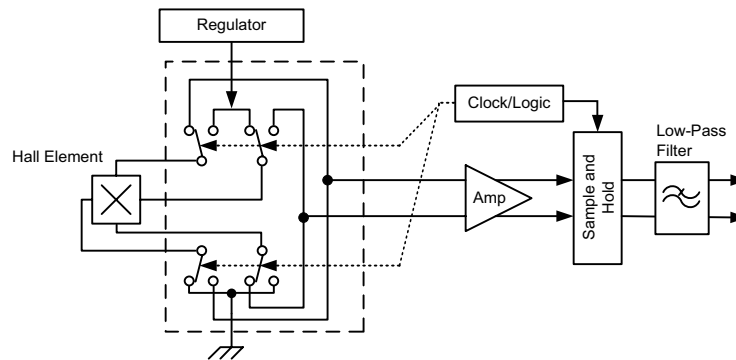 Regulator
Clock/Logic
Low-Pass
Filter
Hall Element
Amp
Sample and
Hold